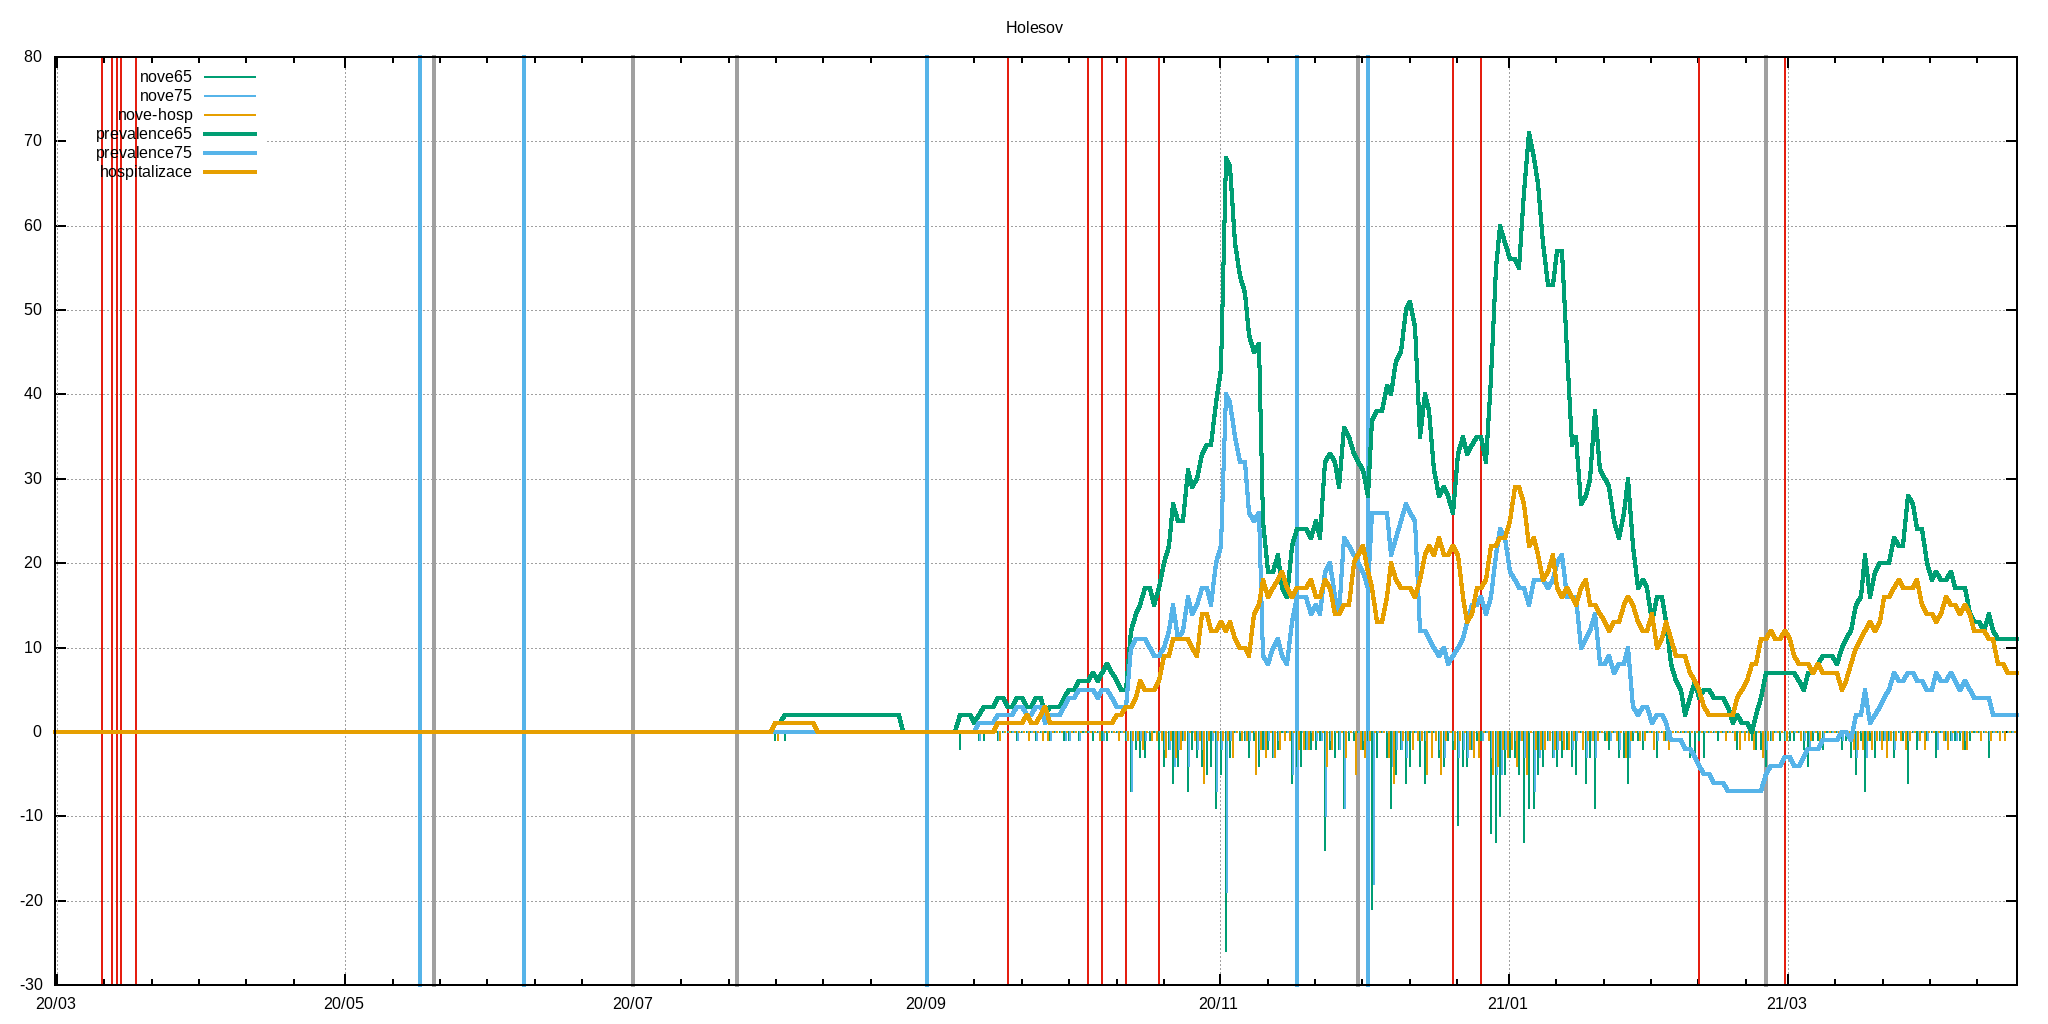 Holesov
80
nove65
nove75
nove-hosp
prevalence65
70
prevalence75
hospitalizace
60
50
40
30
20
10
0
-10
-20
-30
20/03 20/05 20/07 20/09 20/11 21/01 21/03